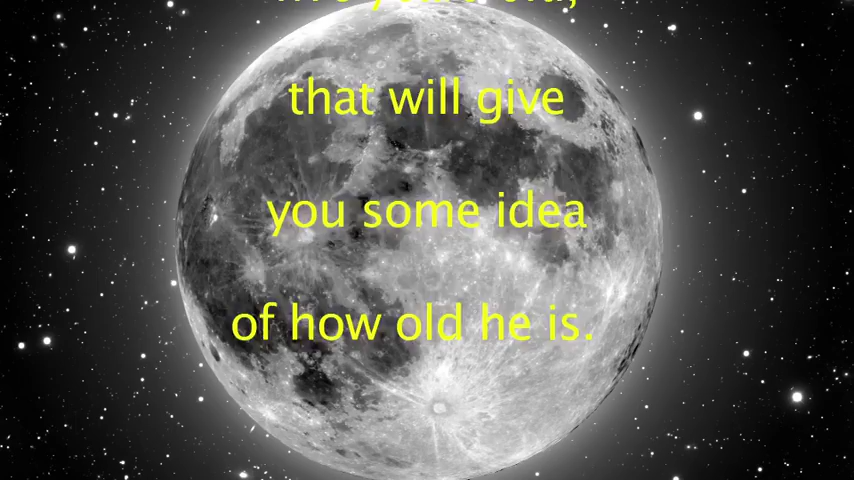 that will give
you some idea
of how old he is.